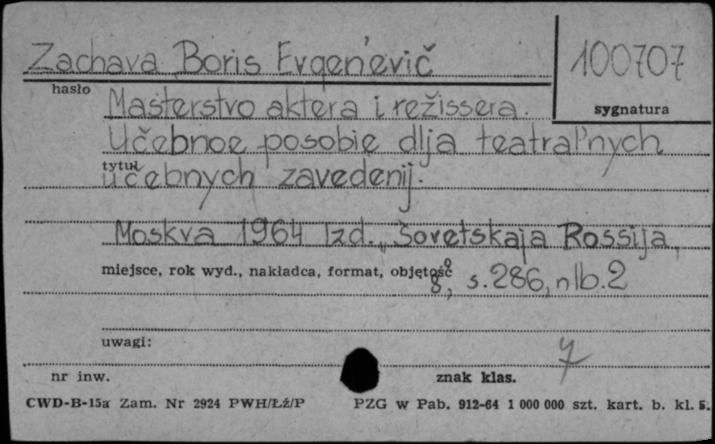 Zachava Boris Evgen'evič
100707
hasło
sygnatura
Masterstvo aktera i režissera.
Učebnoe posobie dlja teatral'nych
tytuł
učebnych zavedenij.
Moskva 1964 Izd. „Sovetskaja Rossija,
miejsce, rok wyd., nakładca, format, objętość
8°, s. 286, nlb. 2
uwagi:
nr inw.
znak klas.
CWD-B-15a Zam. Nr 2924 PWH/Łź/P PZG w Pab. 912-64 1 000 000 szt. kart. b. kl. 5.